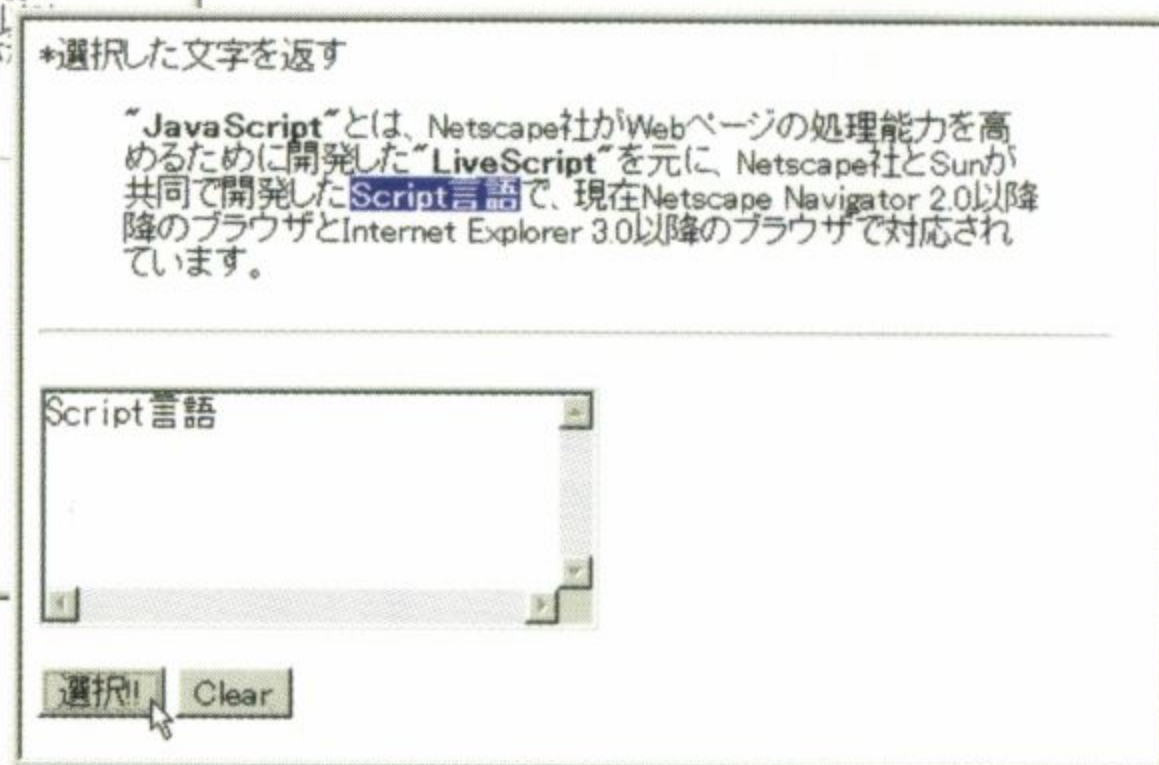 *選択した文字を返す
"JavaScript"とは、Netscape社がWebページの処理能力を高
めるために開発した"LiveScript"を元に、Netscape社とSunが
共同で開発したScript言語で、現在Netscape Navigator 2.0以降
降のブラウザとInternet Explorer 3.0以降のブラウザで対応され
ています。
Script言語
選択!! Clear